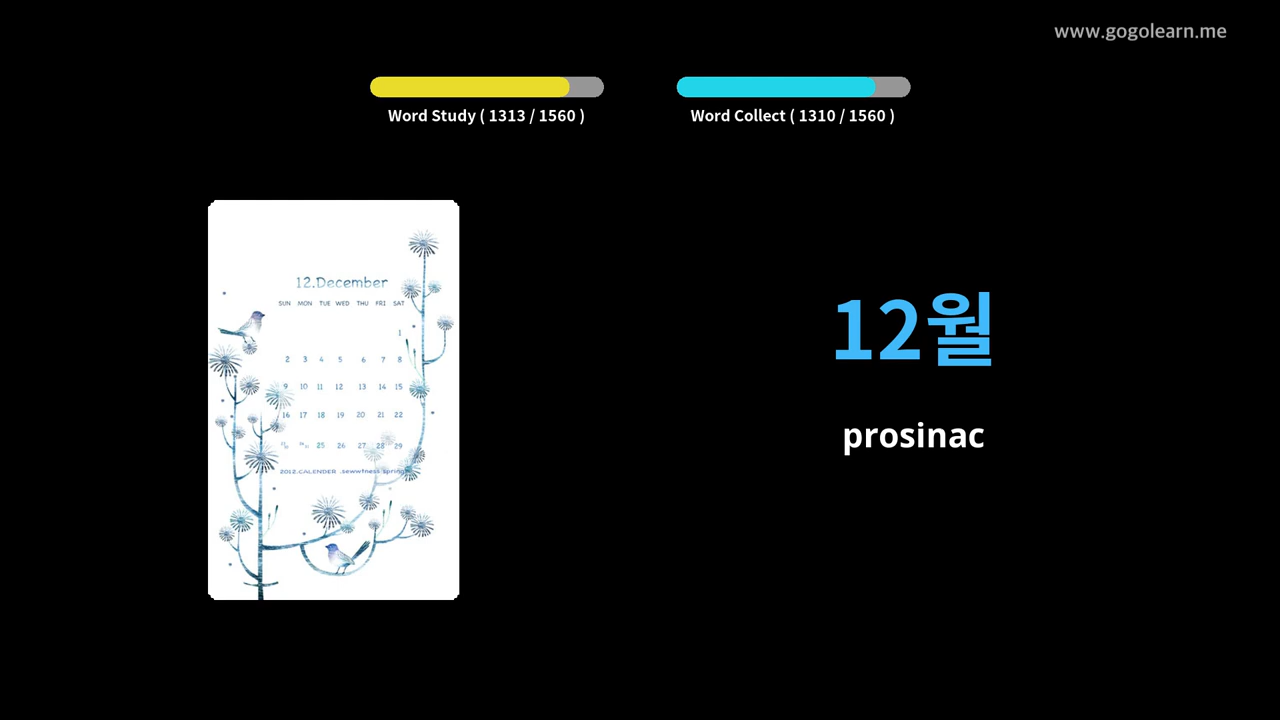 www.gogolearn.me
Word Study ( 1313 / 1560 )
Word Collect ( 1310 / 1560 )
12.December
SUN MON TUE WED THU FRI SAT
1
2 3 4 5 6 7 8
9 10 11 12 13 14 15
16 17 18 19 20 21 22
25 26 27 28 29
2012.CALENDER .sewwtness spring
12월
prosinac